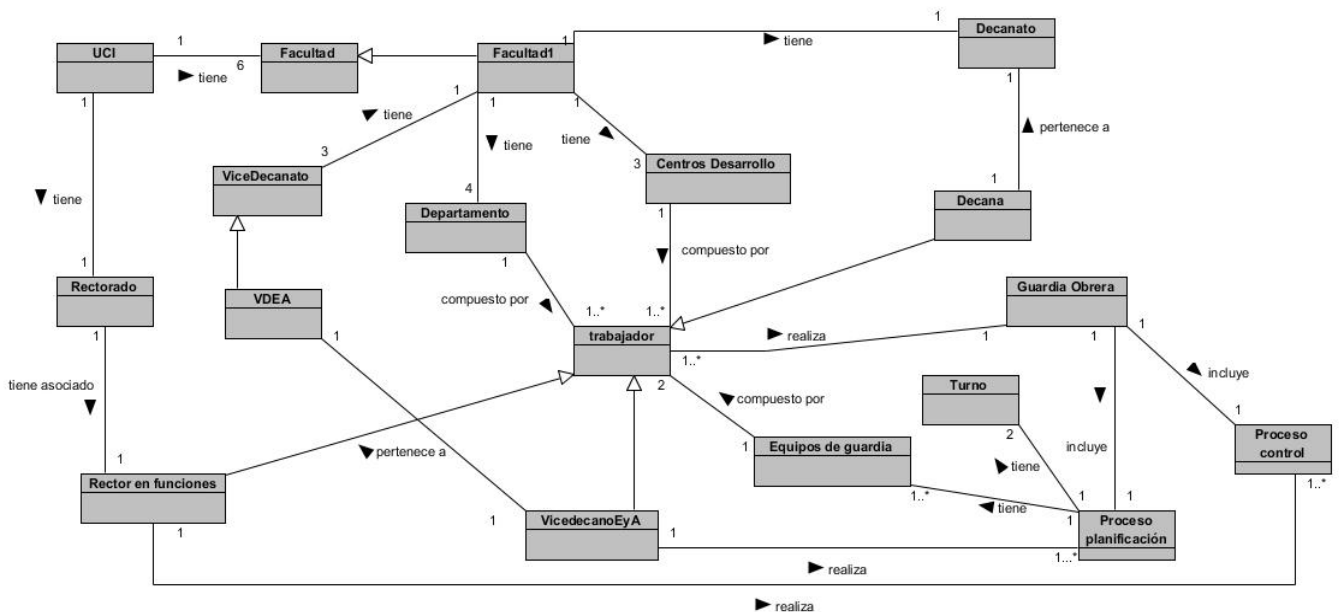 1
1
Decanato
UCI
1
Facultad
Facultad1
tiene
6
tiene
1
1
1
1
1
1
tiene
tiene
tiene
pertenece a
3
3
Centros Desarrollo
ViceDecanato
4
1
Decana
tiene
Departamento
1
1
compuesto por
1
Rectorado
VDEA
compuesto por
Guardia Obrera
1..*
1..*
1
1
trabajador
realiza
1
1
1
1..*
incluye
tiene asociado
2
Turno
compuesto por
1
2
Proceso
control
pertenece a
1
Equipos de guardia
incluye
1
tiene
Rector en funciones
1..*
1
1
1..*
tiene
1
1
VicedecanoEyA
1
1
Proceso
planificación
1...*
realiza
realiza